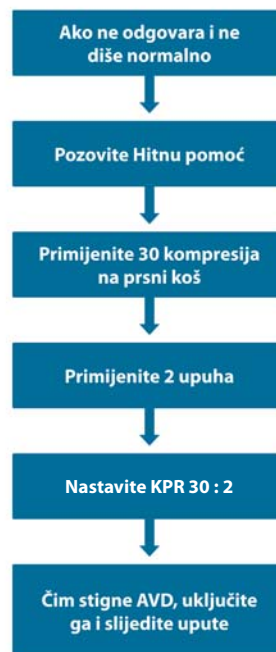 Ako ne odgovara i ne
diše normalno
Pozovite Hitnu pomoć
Primijenite 30 kompresija
na prsni koš
Primijenite 2 upuha
Nastavite KPR 30 : 2
Čim stigne AVD, uključite
ga i slijedite upute